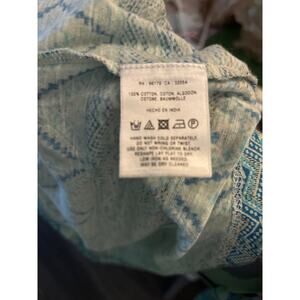 100% COTTON, COTON, ALGODON
COTONE, BAUMWOLLE
HECHO EN INDIA
HAND WASH COLD SEPARATELY.
DO NOT WRING OR TWIST.
USE ONLY NON-CHLORINE BLEACH.
RESHAPE LAY FLAT TO DRY.
LOW IRON AS NEEDED.
MAY BE DRY CLEANED